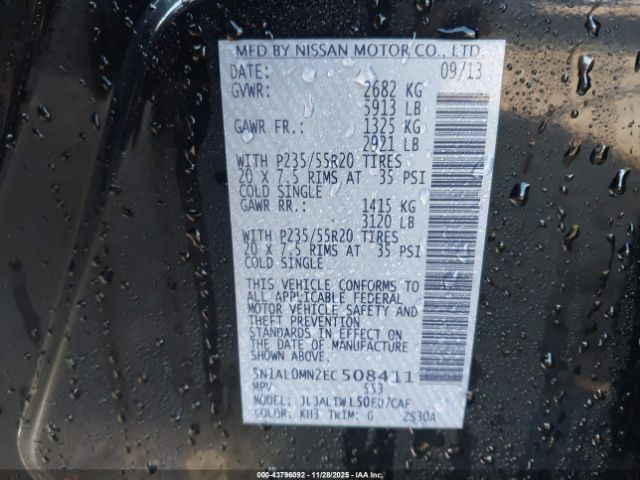 MFD BY NISSAN MOTOR CO., LTD.
DATE: 09/13
GVWR: 2682 KG
5913 LB
GAWR FR: 1325 KG
2921 LB
WITH P235/55R20 TIRES
20 X 7.5 RIMS AT 35 PSI
COLD SINGLE
GAWR RR.: 1415 KG
3120 LB
WITH P235/55R20 TIRES
20 X 7.5 RIMS AT 35 PSI
COLD SINGLE
THIS VEHICLE CONFORMS TO
ALL APPLICABLE FEDERAL
MOTOR VEHICLE SAFETY AND
THEFT PREVENTION
STANDARDS IN EFFECT ON
THE DATE OF MANUFACTURE
SHOWN ABOVE.
5N1AL0MN2EC508411
MPV S53
MODEL: JLJALTWL50EU7CAF
COLOR: KH3 TRIM: G ZS30A
000-43796092 | 11/28/2025 - IAA Inc.